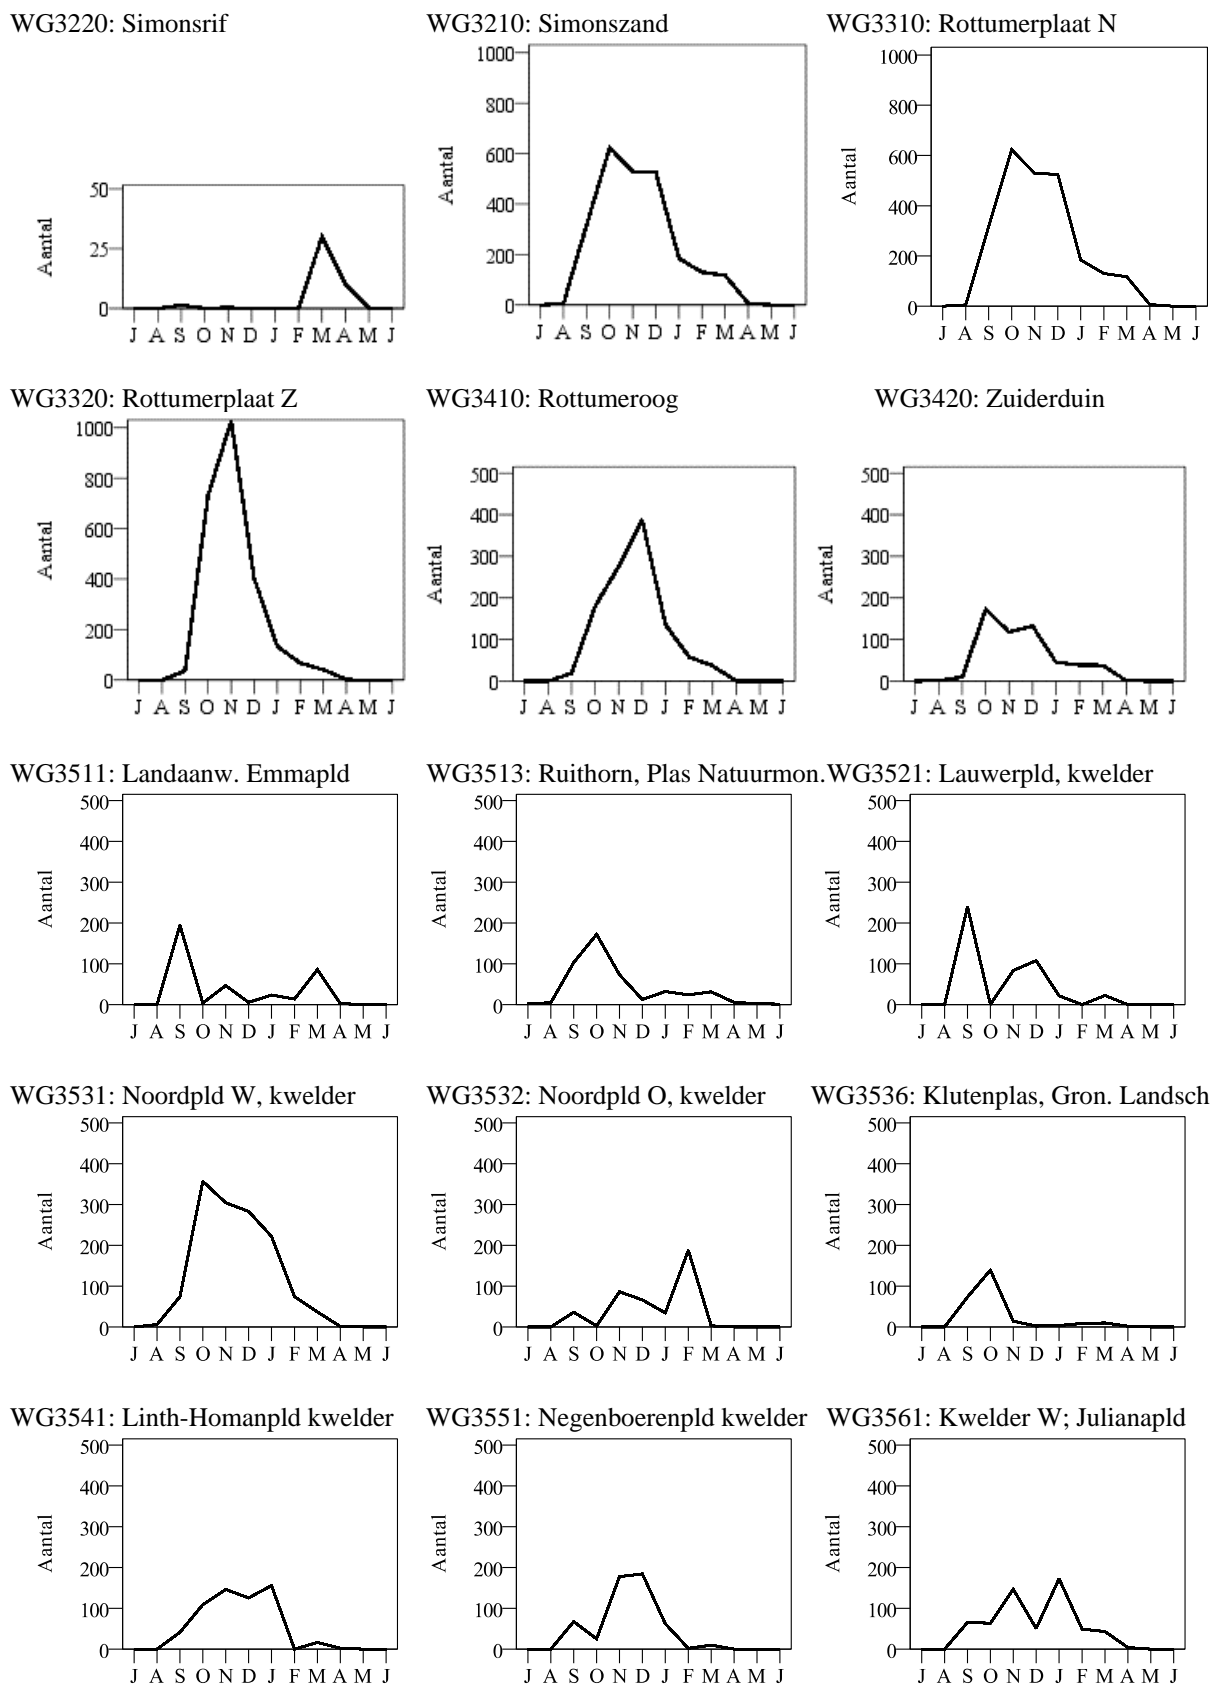 WG3220: Simonsrif
50
25
0
Aantal
J A S O N D J F M A M J
WG3210: Simonszand
1000
800
600
400
200
0
Aantal
J A S O N D J F M A M J
WG3310: Rottumerplaat N
1000
800
600
400
200
0
Aantal
J A S O N D J F M A M J
WG3320: Rottumerplaat Z
1000
800
600
400
200
0
Aantal
J A S O N D J F M A M J
WG3410: Rottumeroog
500
400
300
200
100
0
Aantal
J A S O N D J F M A M J
WG3420: Zuiderduin
500
400
300
200
100
0
Aantal
J A S O N D J F M A M J
WG3511: Landaanw. Emmapld
500
400
300
200
100
0
Aantal
J A S O N D J F M A M J
WG3513: Ruithorn, Plas Natuurmon.
500
400
300
200
100
0
Aantal
J A S O N D J F M A M J
WG3521: Lauwerpld, kwelder
500
400
300
200
100
0
Aantal
J A S O N D J F M A M J
WG3531: Noordpld W, kwelder
500
400
300
200
100
0
Aantal
J A S O N D J F M A M J
WG3532: Noordpld O, kwelder
500
400
300
200
100
0
Aantal
J A S O N D J F M A M J
WG3536: Klutenplas, Gron. Landsch
500
400
300
200
100
0
Aantal
J A S O N D J F M A M J
WG3541: Linth-Homanpld kwelder
500
400
300
200
100
0
Aantal
J A S O N D J F M A M J
WG3551: Negenboerenpld kwelder
500
400
300
200
100
0
Aantal
J A S O N D J F M A M J
WG3561: Kwelder W; Julianapld
500
400
300
200
100
0
Aantal
J A S O N D J F M A M J